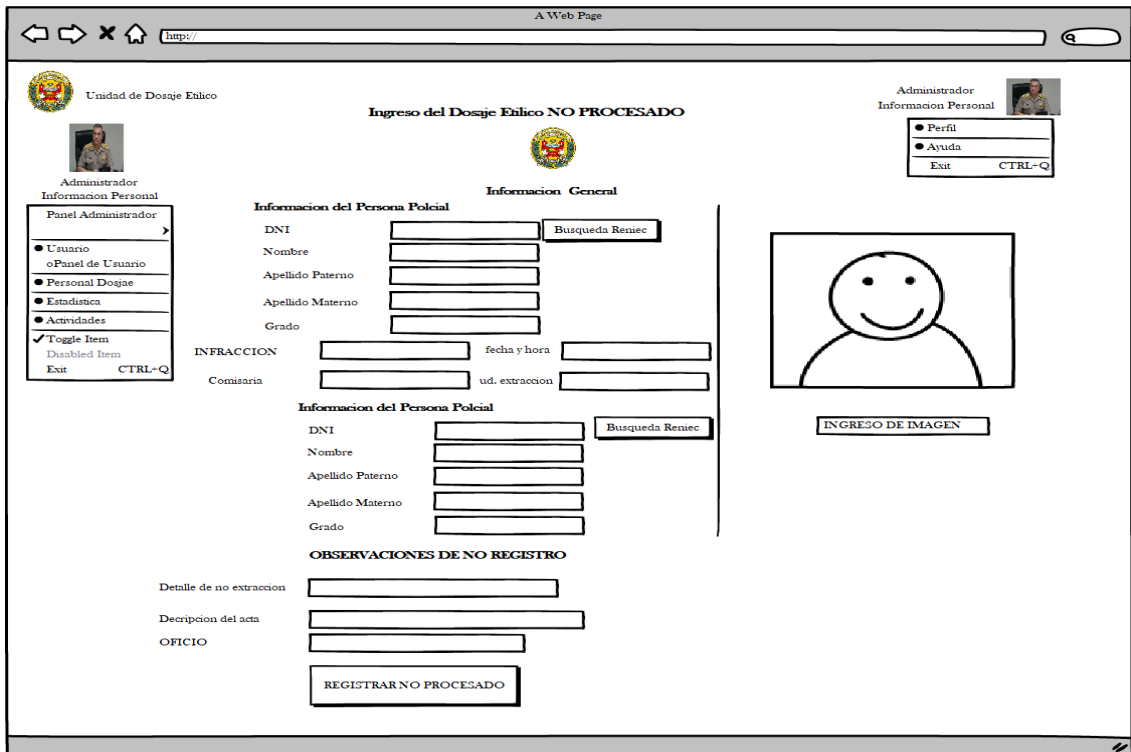 A Web Page
http://
Unidad de Dosaje Etilico
Administrador
Informacion Personal
Perfil
Ayuda
Exit CTRL+Q
Ingreso del Dosaje Etilico NO PROCESADO
Administrador
Informacion Personal
Panel Administrador
Usuario
oPanel de Usuario
Personal Dosjae
Estadistica
Actividades
Toggle Item
Disabled Item
Exit CTRL+Q
Informacion General
Informacion del Persona Polcial
DNI Busqueda Reniec
Nombre
Apellido Paterno
Apellido Materno
Grado
INFRACCION fecha y hora
Comisaria ud. extraccion
Informacion del Persona Polcial
DNI Busqueda Reniec
Nombre
Apellido Paterno
Apellido Materno
Grado
INGRESO DE IMAGEN
OBSERVACIONES DE NO REGISTRO
Detalle de no extraccion
Decripcion del acta
OFICIO
REGISTRAR NO PROCESADO